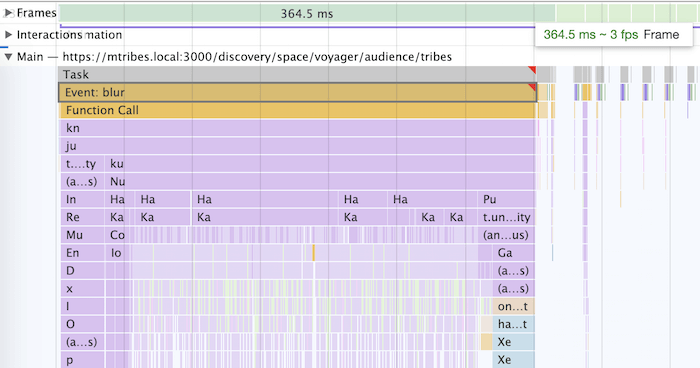 ▶ Frames 364.5 ms
▶ Interactions mation
364.5 ms ~ 3 fps Frame
▼ Main — https://mtribes.local:3000/discovery/space/voyager/audience/tribes
Task
Event: blur
Function Call
kn
ju
t.…ty ku
(a…s) Nu
In Ha Ha Ha Ha Ha Pu
Re Ka Ka Ka Ka Ka Ka t.un…ity
Mu Co (an…us)
En Io Ga
D (a…s)
x (a…s)
I on…t
O ha…t
(a…s) Xe
p Xe